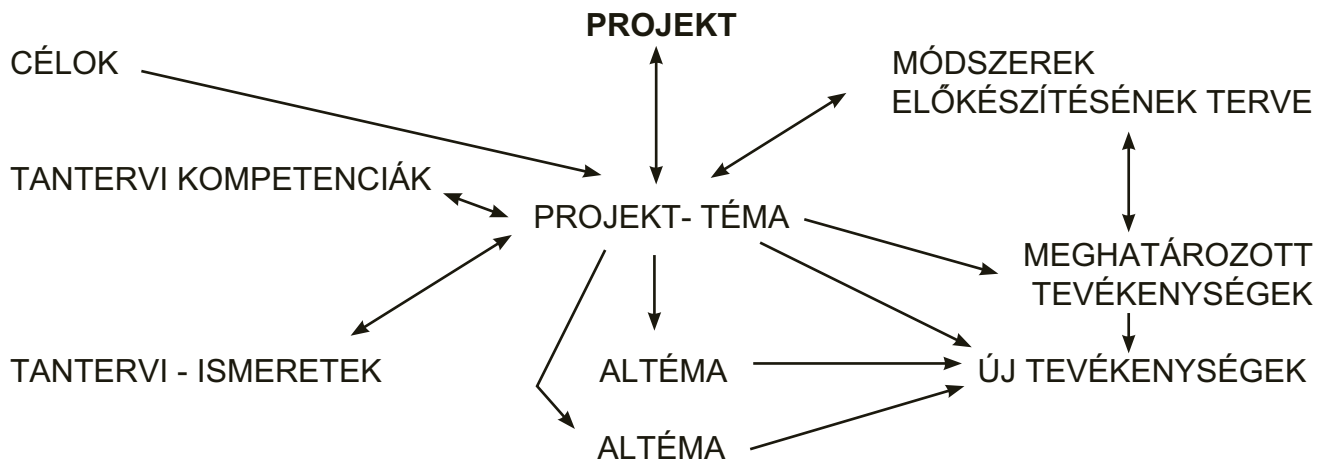 PROJEKT
CÉLOK
MÓDSZEREK
ELŐKÉSZÍTÉSÉNEK TERVE
TANTERVI KOMPETENCIÁK
PROJEKT- TÉMA
MEGHATÁROZOTT
TEVÉKENYSÉGEK
TANTERVI - ISMERETEK
ALTÉMA
ÚJ TEVÉKENYSÉGEK
ALTÉMA